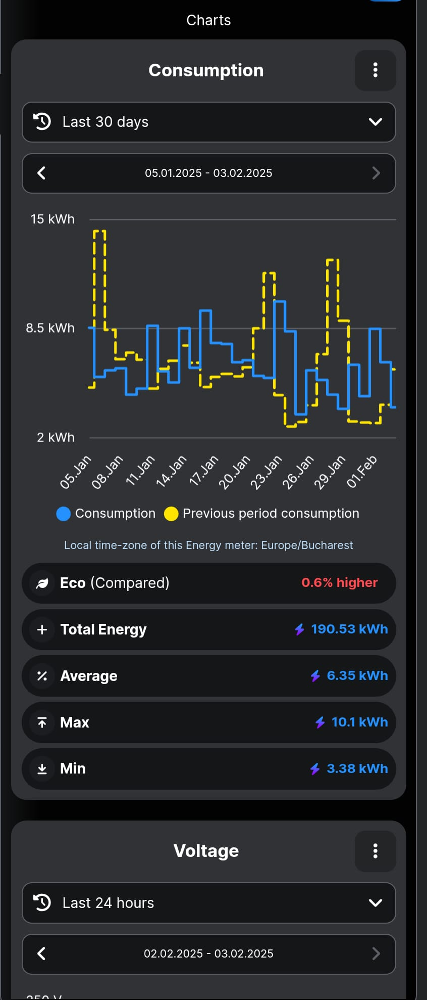 Charts
Consumption
Last 30 days
05.01.2025 - 03.02.2025
15 kWh
8.5 kWh
2 kWh
05.Jan 08.Jan 11.Jan 14.Jan 17.Jan 20.Jan 23.Jan 26.Jan 29.Jan 01.Feb
Consumption Previous period consumption
Local time-zone of this Energy meter: Europe/Bucharest
Eco (Compared) 0.6% higher
Total Energy 190.53 kWh
Average 6.35 kWh
Max 10.1 kWh
Min 3.38 kWh
Voltage
Last 24 hours
02.02.2025 - 03.02.2025